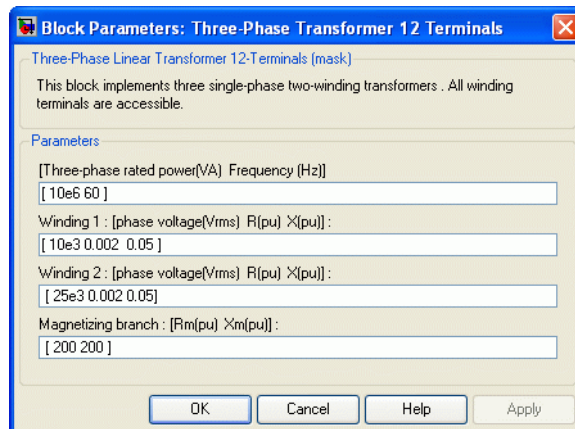 Block Parameters: Three-Phase Transformer 12 Terminals
Three-Phase Linear Transformer 12-Terminals (mask)
This block implements three single-phase two-winding transformers . All winding
terminals are accessible.
Parameters
[Three-phase rated power(VA) Frequency (Hz)]
[ 10e6 60 ]
Winding 1 : [phase voltage(Vrms) R(pu) X(pu)] :
[ 10e3 0.002 0.05 ]
Winding 2 : [phase voltage(Vrms) R(pu) X(pu)] :
[ 25e3 0.002 0.05]
Magnetizing branch : [Rm(pu) Xm(pu)] :
[ 200 200 ]
OK Cancel Help Apply